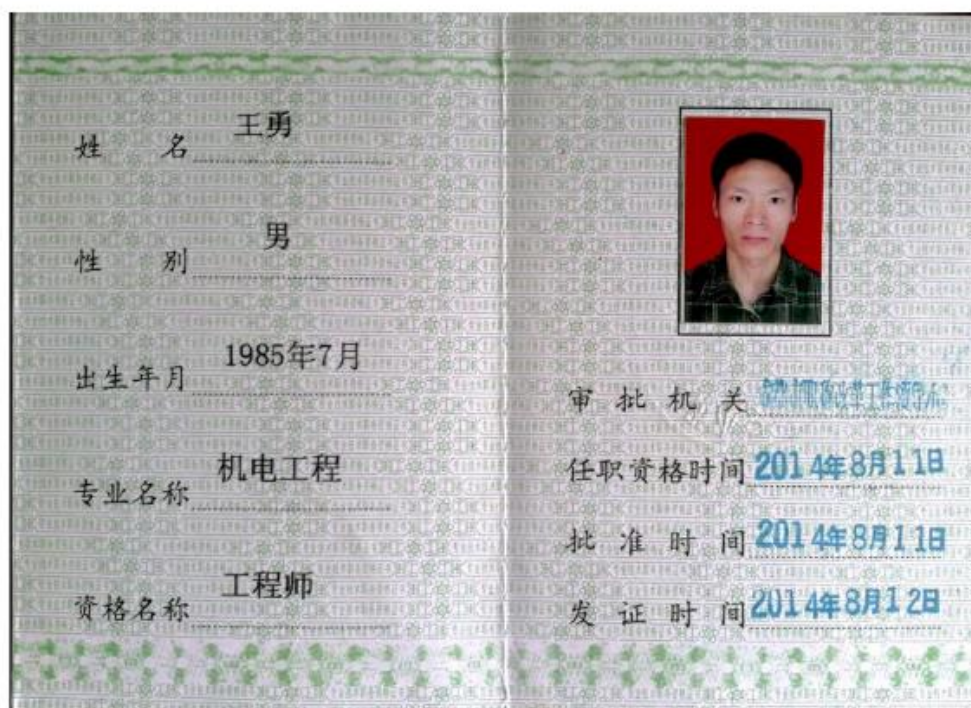 姓 名 王勇
性 别 男
出生年月 1985年7月
专业名称 机电工程
资格名称 工程师
审 批 机 关
任职资格时间 2014年8月11日
批 准 时 间 2014年8月11日
发 证 时 间 2014年8月12日